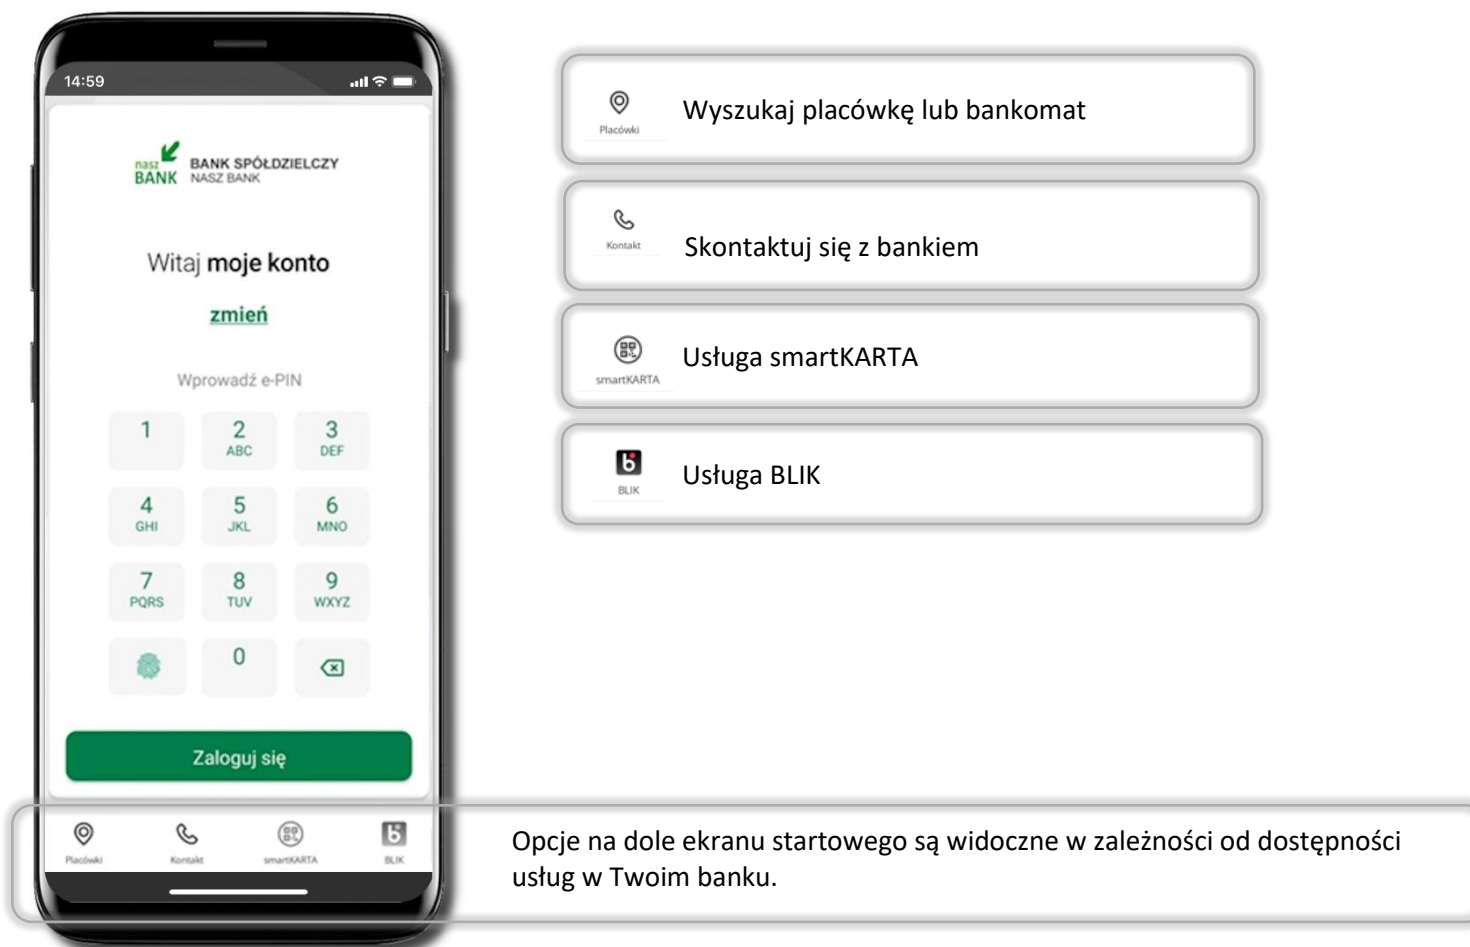 14:59
nasz
BANK
BANK SPÓŁDZIELCZY
NASZ BANK
Witaj moje konto
zmień
Wprowadź e-PIN
1
2
ABC
3
DEF
4
GHI
5
JKL
6
MNO
7
PQRS
8
TUV
9
WXYZ
0
Zaloguj się
Placówki
Kontakt
smartKARTA
BLIK
Placówki
Wyszukaj placówkę lub bankomat
Kontakt
Skontaktuj się z bankiem
smartKARTA
Usługa smartKARTA
BLIK
Usługa BLIK
Opcje na dole ekranu startowego są widoczne w zależności od dostępności
usług w Twoim banku.